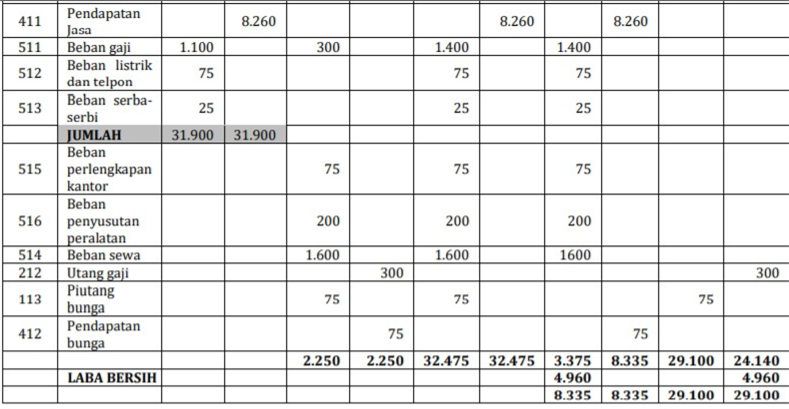 411 Pendapatan Jasa 8.260 8.260 8.260
511 Beban gaji 1.100 300 1.400 1.400
512 Beban listrik dan telpon 75 75 75
513 Beban serba-serbi 25 25 25
JUMLAH 31.900 31.900
515 Beban perlengkapan kantor 75 75 75
516 Beban penyusutan peralatan 200 200 200
514 Beban sewa 1.600 1.600 1600
212 Utang gaji 300 300
113 Piutang bunga 75 75 75
412 Pendapatan bunga 75 75
2.250 2.250 32.475 32.475 3.375 8.335 29.100 24.140
LABA BERSIH 4.960 4.960
8.335 8.335 29.100 29.100